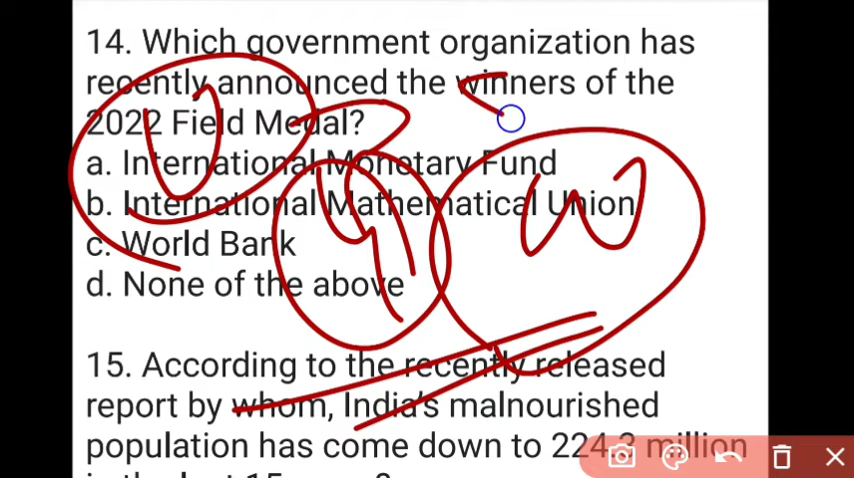 14. Which government organization has
recently announced the winners of the
2022 Field Medal?
a. International Monetary Fund
b. International Mathematical Union
c. World Bank
d. None of the above
15. According to the recently released
report by whom, India's malnourished
population has come down to 224.3 million